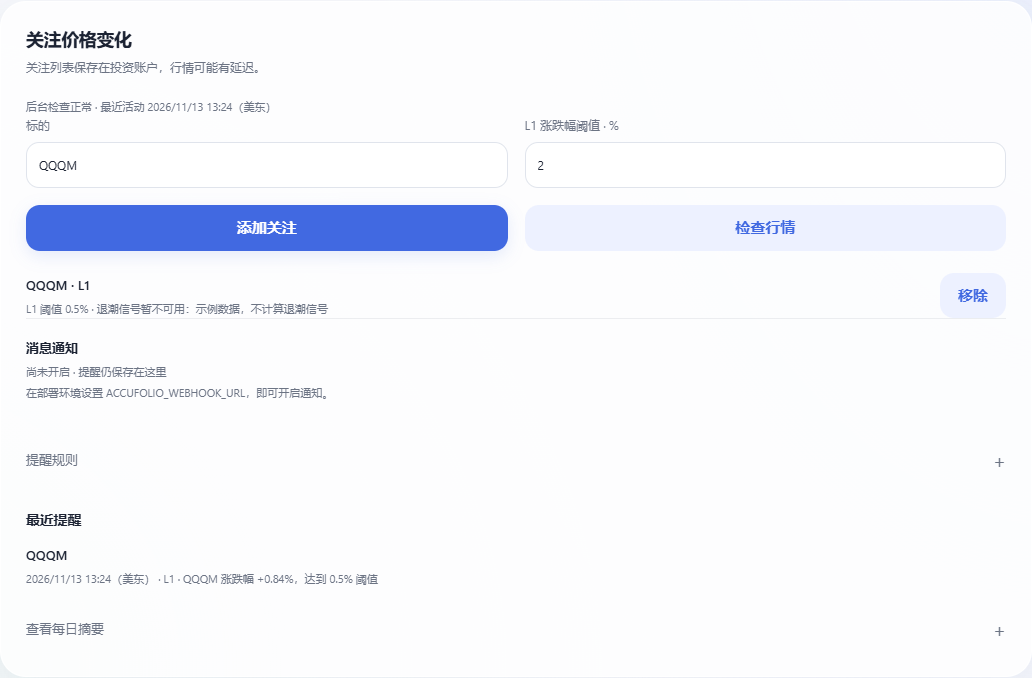 关注价格变化
关注列表保存在投资账户，行情可能有延迟。
后台检查正常 · 最近活动 2026/11/13 13:24（美东）
标的
L1 涨跌幅阈值 · %
QQQM
2
添加关注
检查行情
QQQM · L1
L1 阈值 0.5% · 退潮信号暂不可用：示例数据，不计算退潮信号
移除
消息通知
尚未开启 · 提醒仍保存在这里
在部署环境设置 ACCUFOLIO_WEBHOOK_URL，即可开启通知。
提醒规则
+
最近提醒
QQQM
2026/11/13 13:24（美东） · L1 · QQQM 涨跌幅 +0.84%，达到 0.5% 阈值
查看每日摘要
+